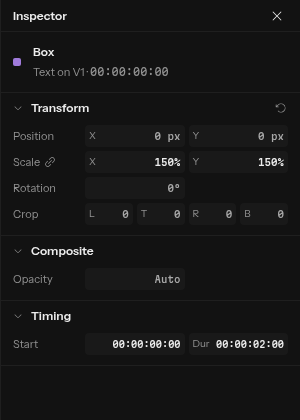 Inspector
Box
Text on V1·00:00:00:00
Transform
Position X 0 px Y 0 px
Scale X 150% Y 150%
Rotation 0°
Crop L 0 T 0 R 0 B 0
Composite
Opacity Auto
Timing
Start 00:00:00:00 Dur 00:00:02:00